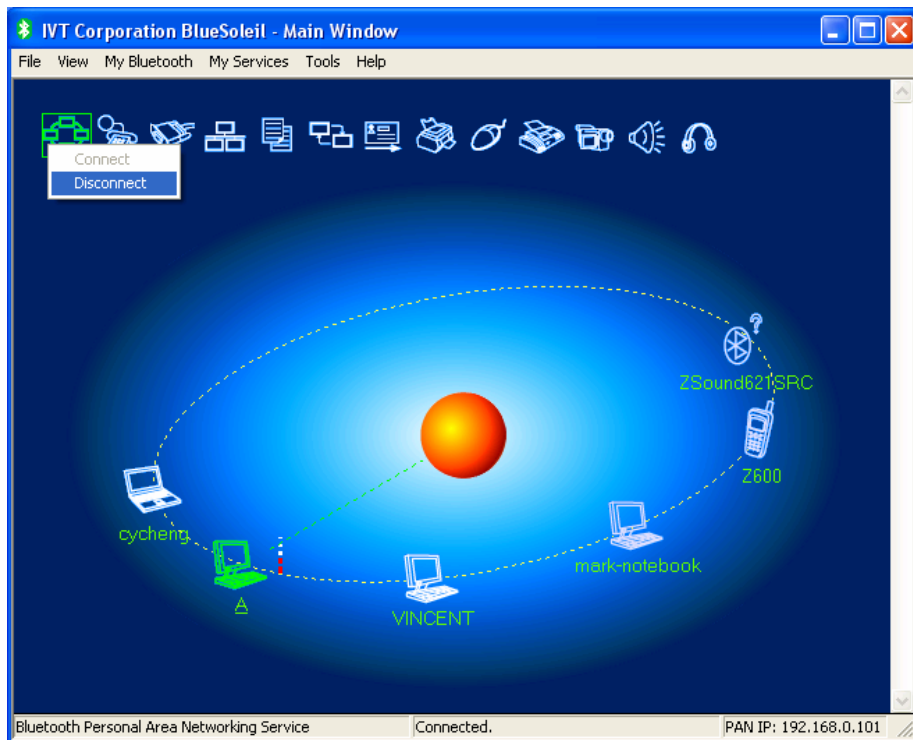 IVT Corporation BlueSoleil - Main Window
File View My Bluetooth My Services Tools Help
Connect
Disconnect
ZSound621SRC
Z600
cycheng
mark-notebook
A
VINCENT
Bluetooth Personal Area Networking Service Connected. PAN IP: 192.168.0.101